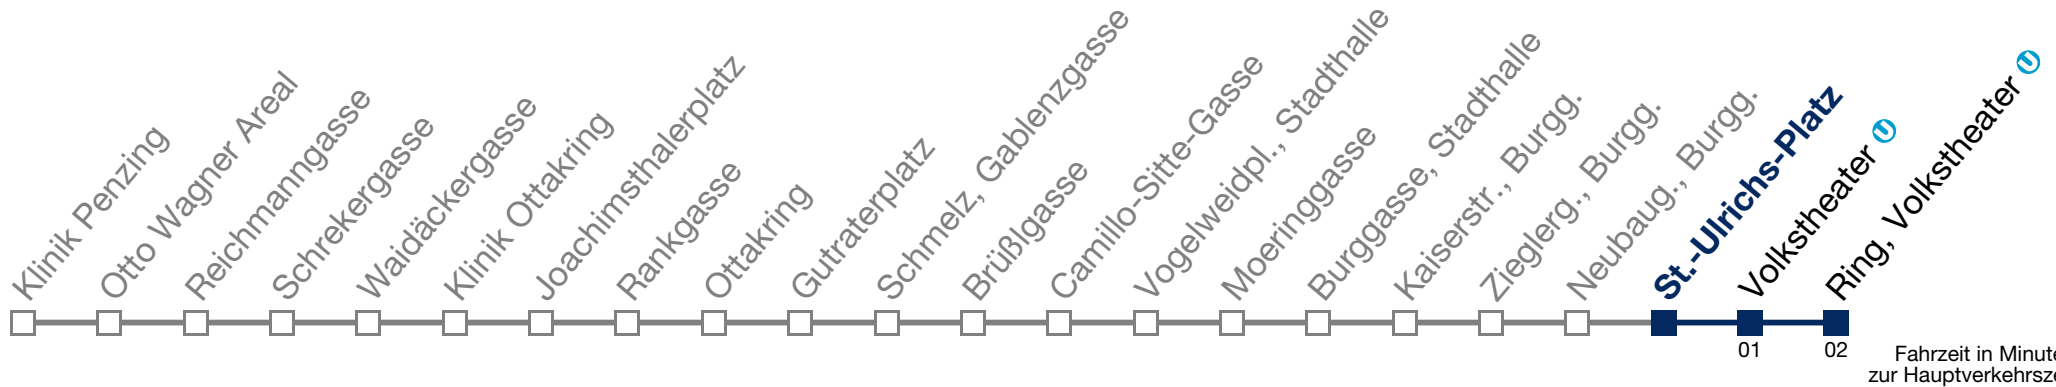 Klinik Penzing
Otto Wagner Areal
Reichmanngasse
Schrekergasse
Waidäckergasse
Klinik Ottakring
Joachimsthalerplatz
Rankgasse
Ottakring
Gutraterplatz
Schmelz, Gablenzgasse
Brüßlgasse
Camillo-Sitte-Gasse
Vogelweidpl., Stadthalle
Moeringgasse
Burggasse, Stadthalle
Kaiserstr., Burgg.
Zieglerg., Burgg.
Neubaug., Burgg.
St.-Ulrichs-Platz
Volkstheater U
Ring, Volkstheater U
01
02
Fahrzeit in Minute
zur Hauptverkehrsze